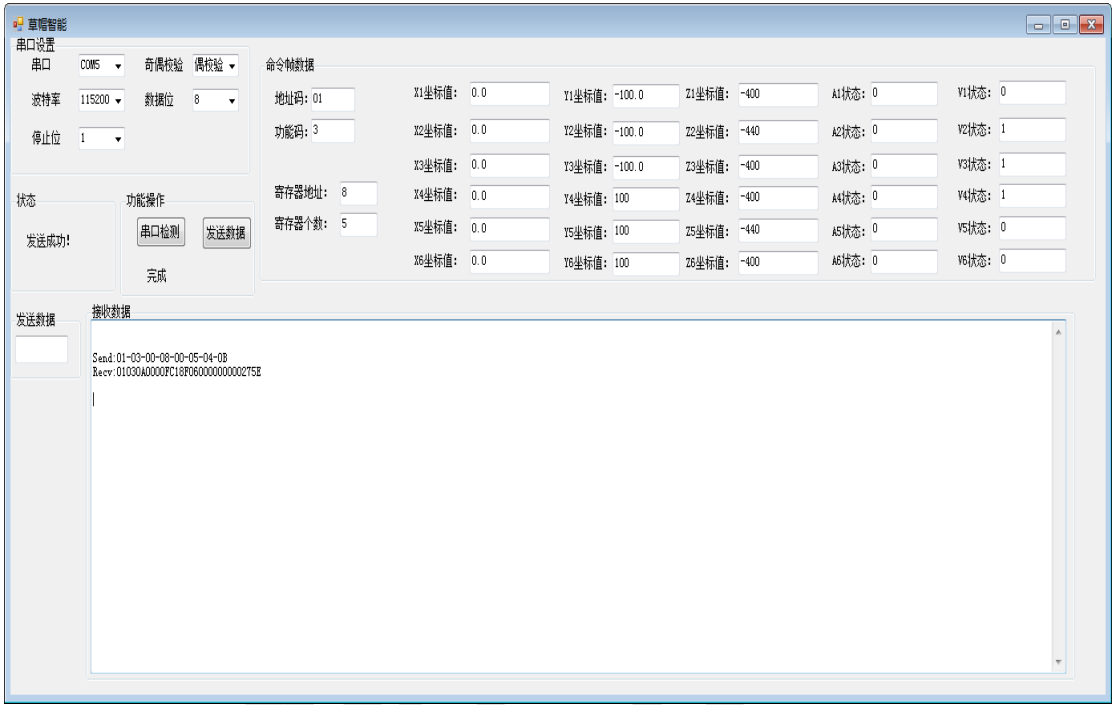 草帽智能
串口设置
串口 COM5 奇偶校验 偶校验
波特率 115200 数据位 8
停止位 1
状态
发送成功!
功能操作
串口检测 发送数据
完成
命令帧数据
地址码: 01
功能码: 3
寄存器地址: 8
寄存器个数: 5
X1坐标值: 0.0 Y1坐标值: -100.0 Z1坐标值: -400 A1状态: 0 V1状态: 0
X2坐标值: 0.0 Y2坐标值: -100.0 Z2坐标值: -440 A2状态: 0 V2状态: 1
X3坐标值: 0.0 Y3坐标值: -100.0 Z3坐标值: -400 A3状态: 0 V3状态: 1
X4坐标值: 0.0 Y4坐标值: 100 Z4坐标值: -400 A4状态: 0 V4状态: 1
X5坐标值: 0.0 Y5坐标值: 100 Z5坐标值: -440 A5状态: 0 V5状态: 0
X6坐标值: 0.0 Y6坐标值: 100 Z6坐标值: -400 A6状态: 0 V6状态: 0
发送数据
接收数据
Send:01-03-00-08-00-05-04-0B
Recv:01030A0000FC18F06000000000275E